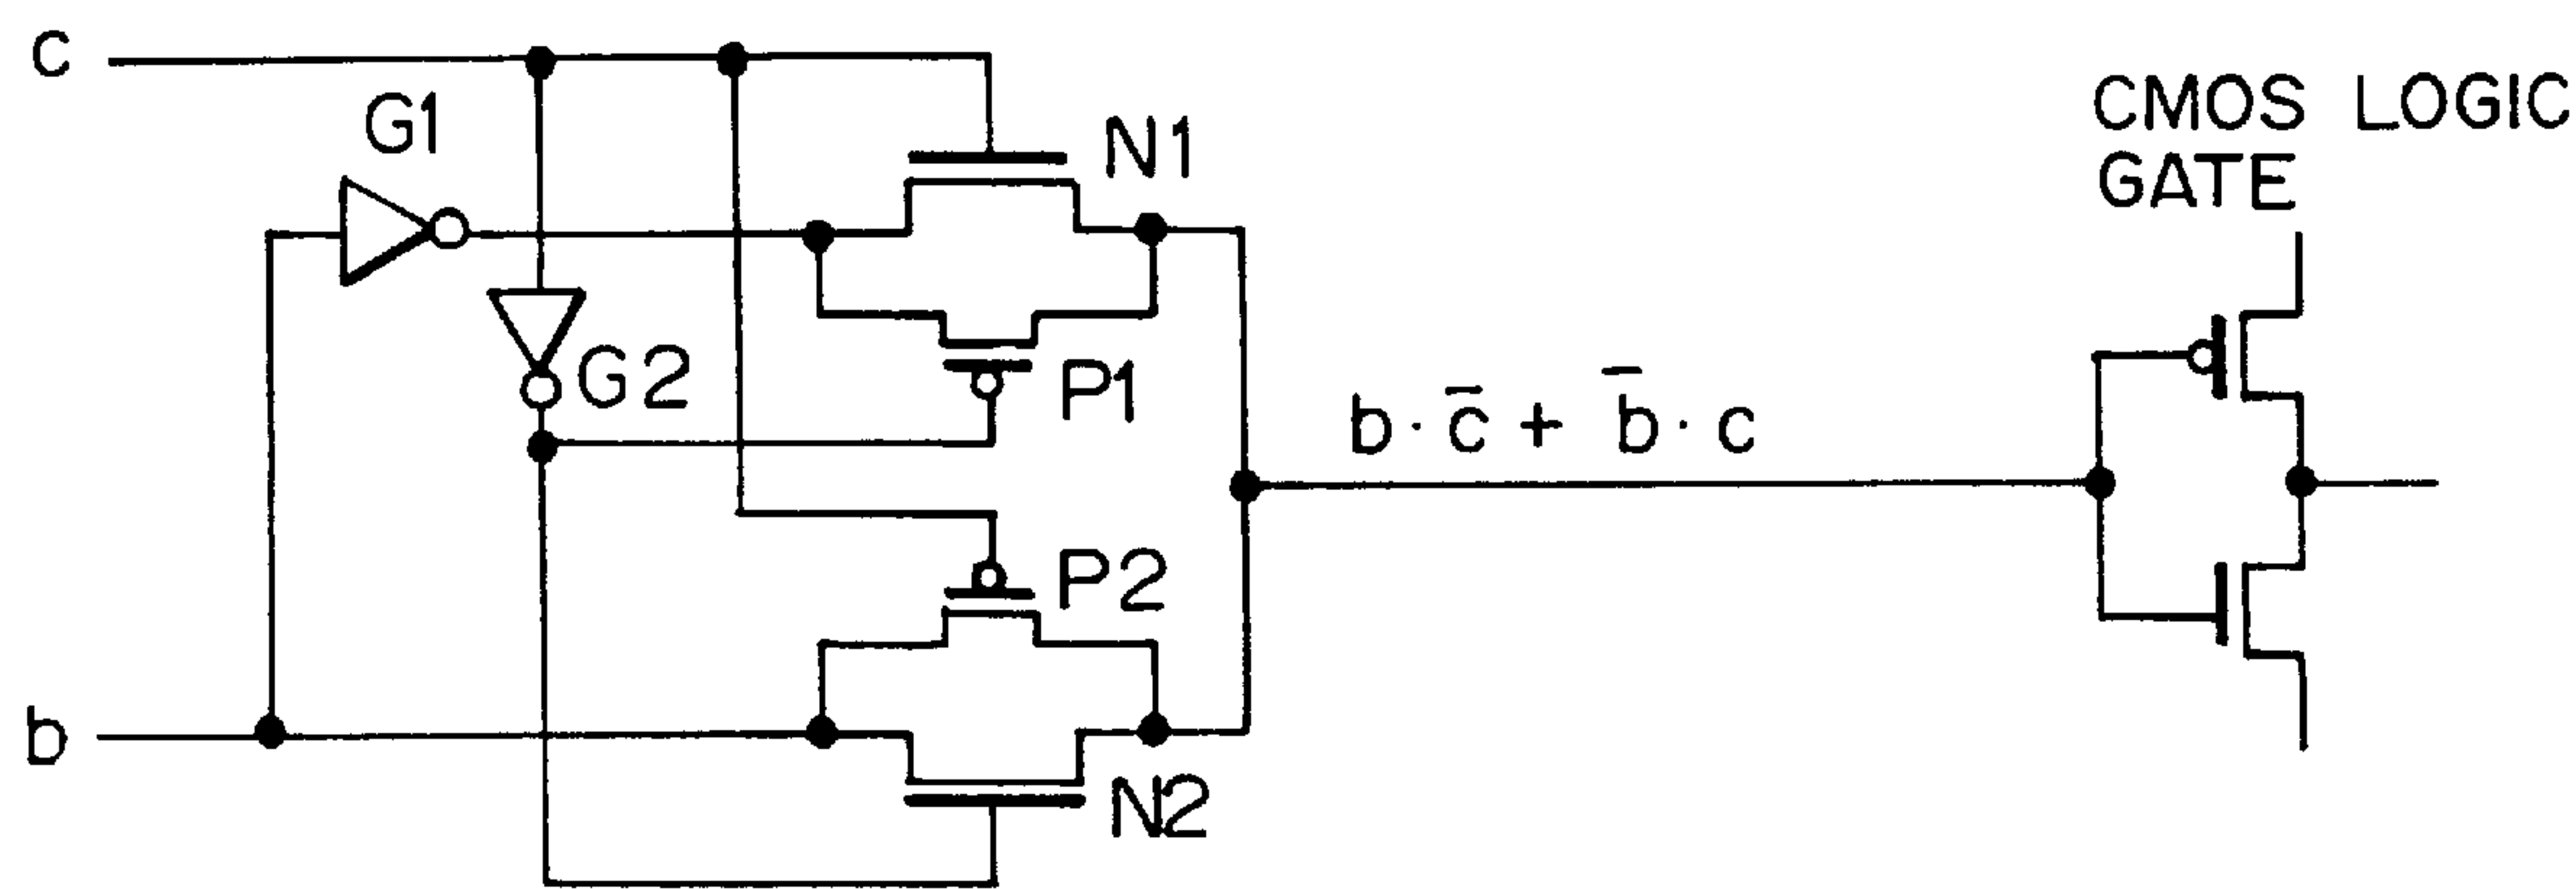 c
G1
N1
CMOS LOGIC
GATE
G2
P1
b · c̄ + b̄ · c
P2
b
N2